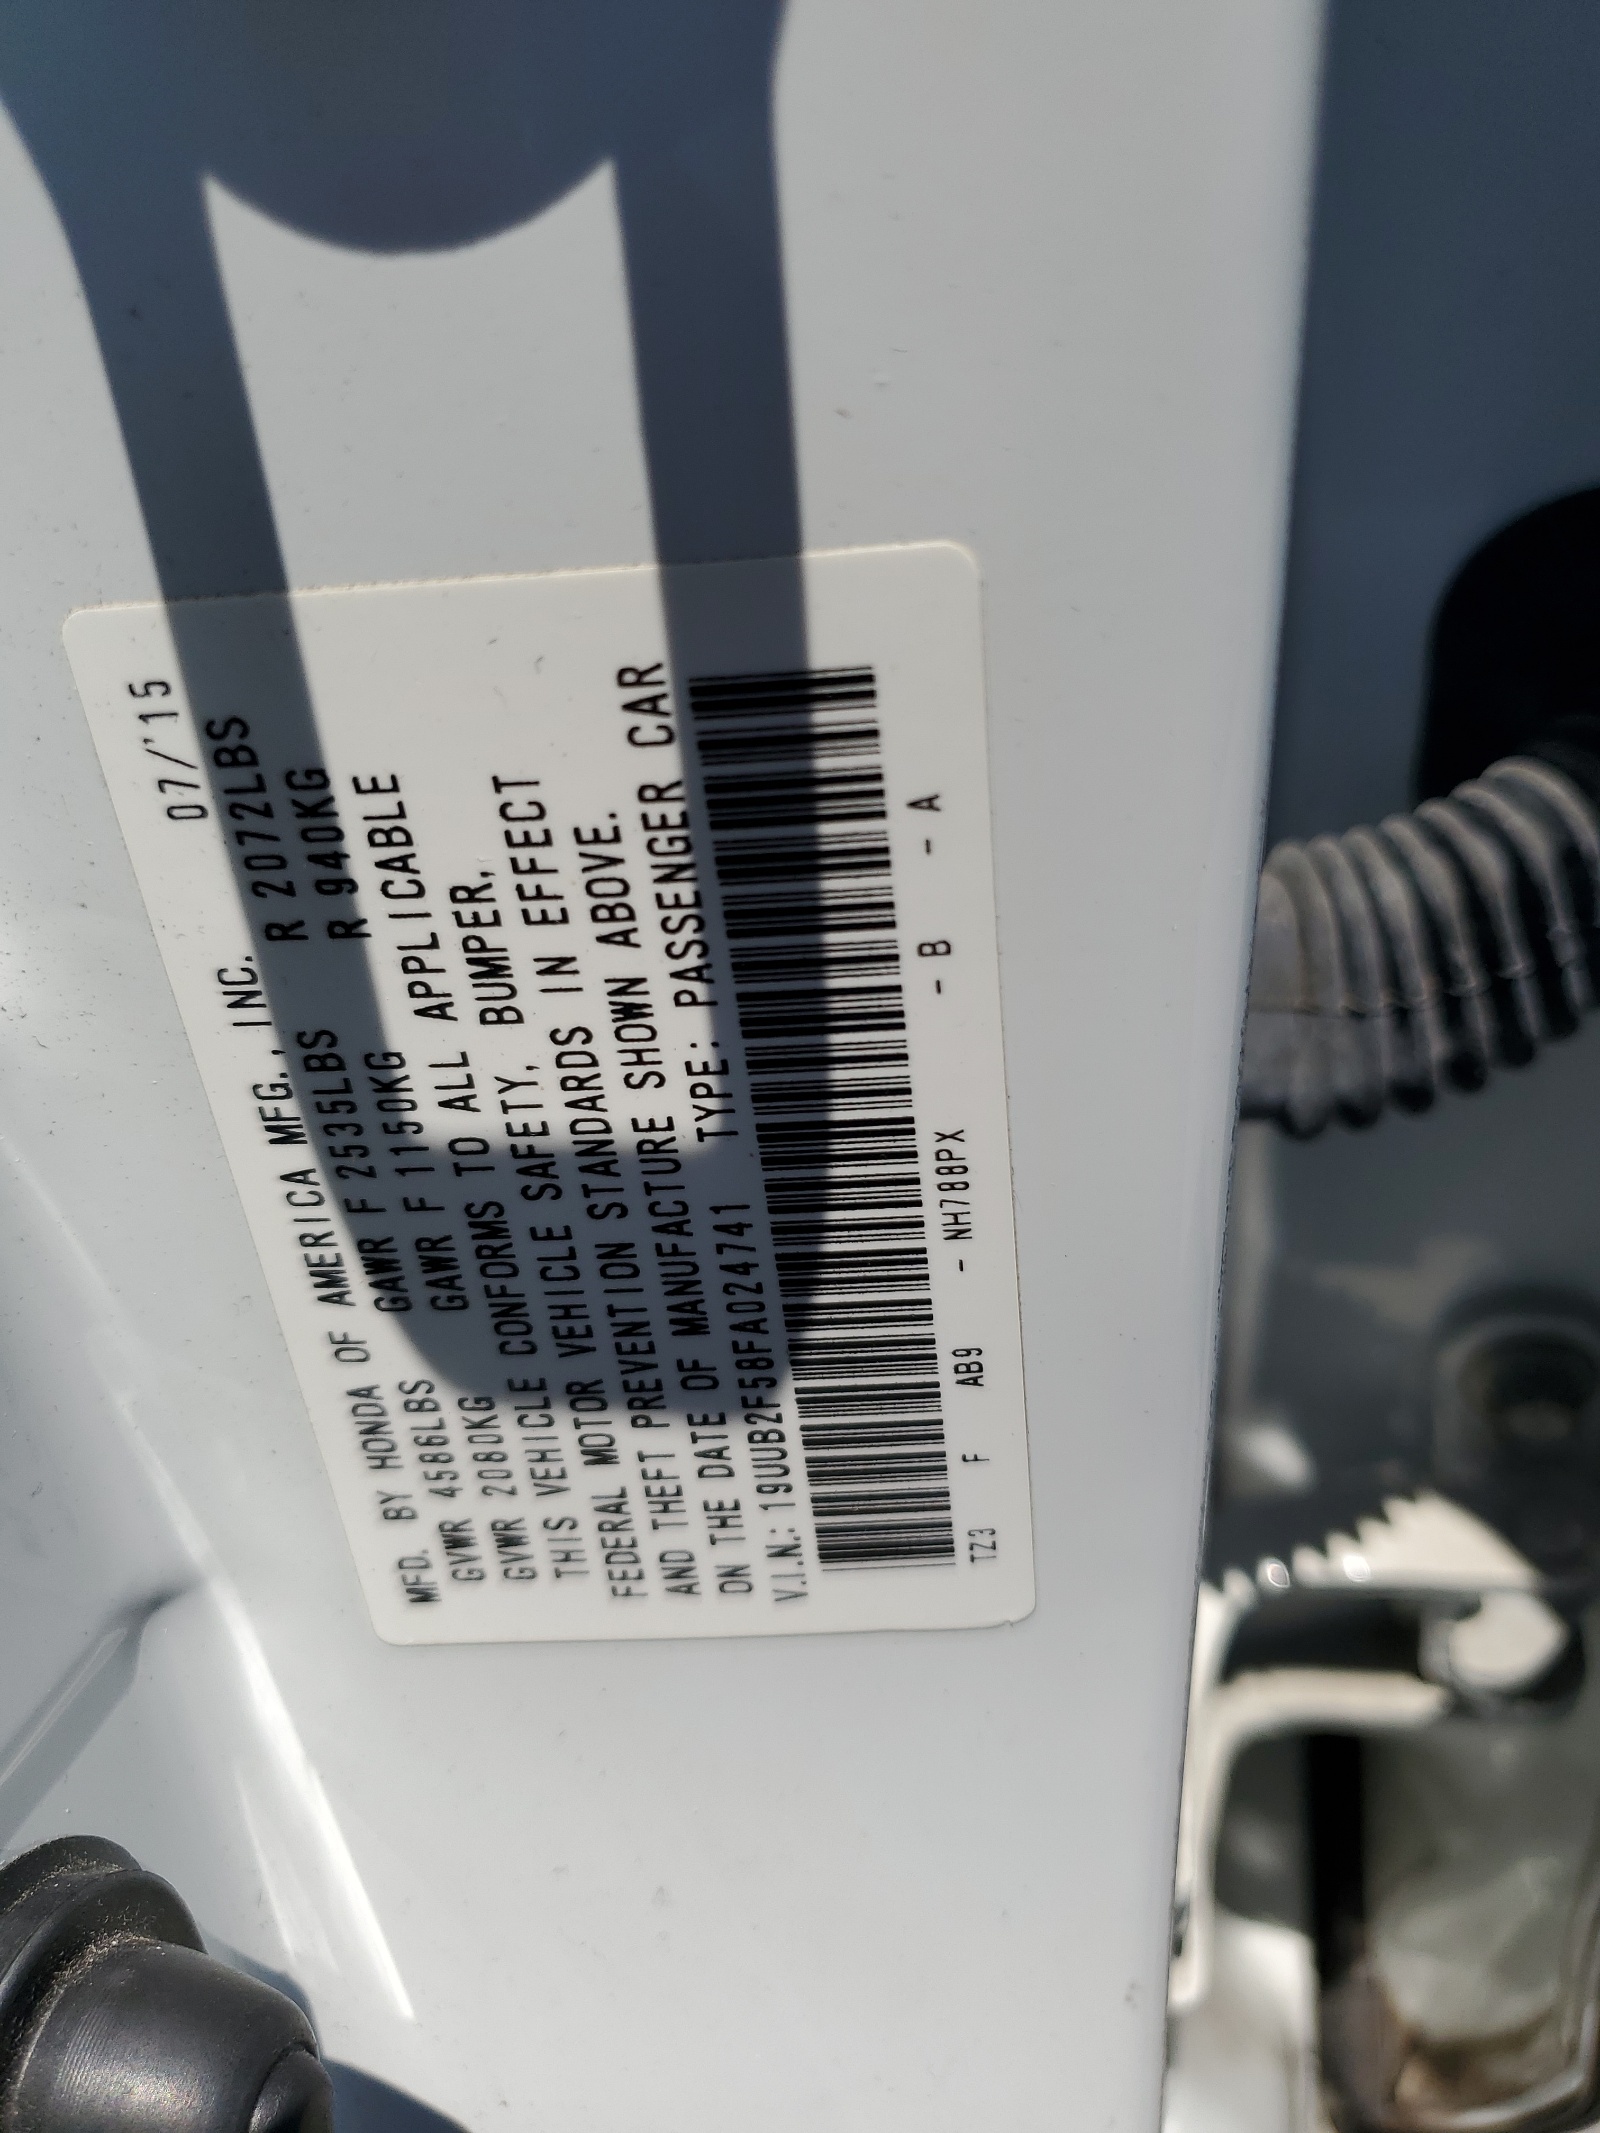 MFD. BY HONDA OF AMERICA MFG., INC. 07/'15
GVWR 4586LBS GAWR F 2535LBS R 2072LBS
GVWR 2080KG GAWR F 1150KG R 940KG
THIS VEHICLE CONFORMS TO ALL APPLICABLE
FEDERAL MOTOR VEHICLE SAFETY, BUMPER,
AND THEFT PREVENTION STANDARDS IN EFFECT
ON THE DATE OF MANUFACTURE SHOWN ABOVE.
V.I.N.: 19UUB2F58FA024741 TYPE: PASSENGER CAR
TZ3 F AB9 - NH788PX - B - A